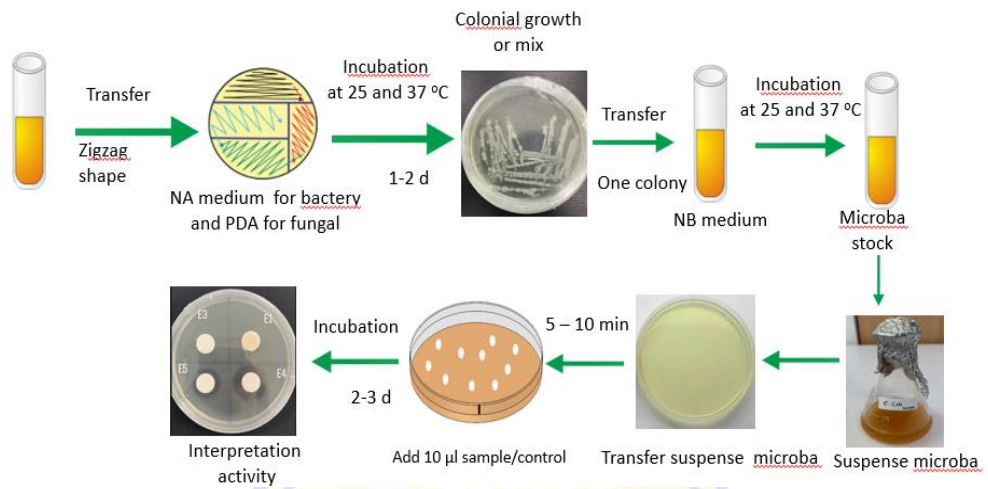 Colonial growth
or mix
Transfer
Zigzag
shape
NA medium for bactery
and PDA for fungal
Incubation
at 25 and 37 ºC
1-2 d
Transfer
One colony
NB medium
Incubation
at 25 and 37 ºC
Microba
stock
E. Coli
Suspense microba
Transfer suspense microba
5 – 10 min
Add 10 µl sample/control
Incubation
2-3 d
E3
E1
E5
E4
Interpretation
activity